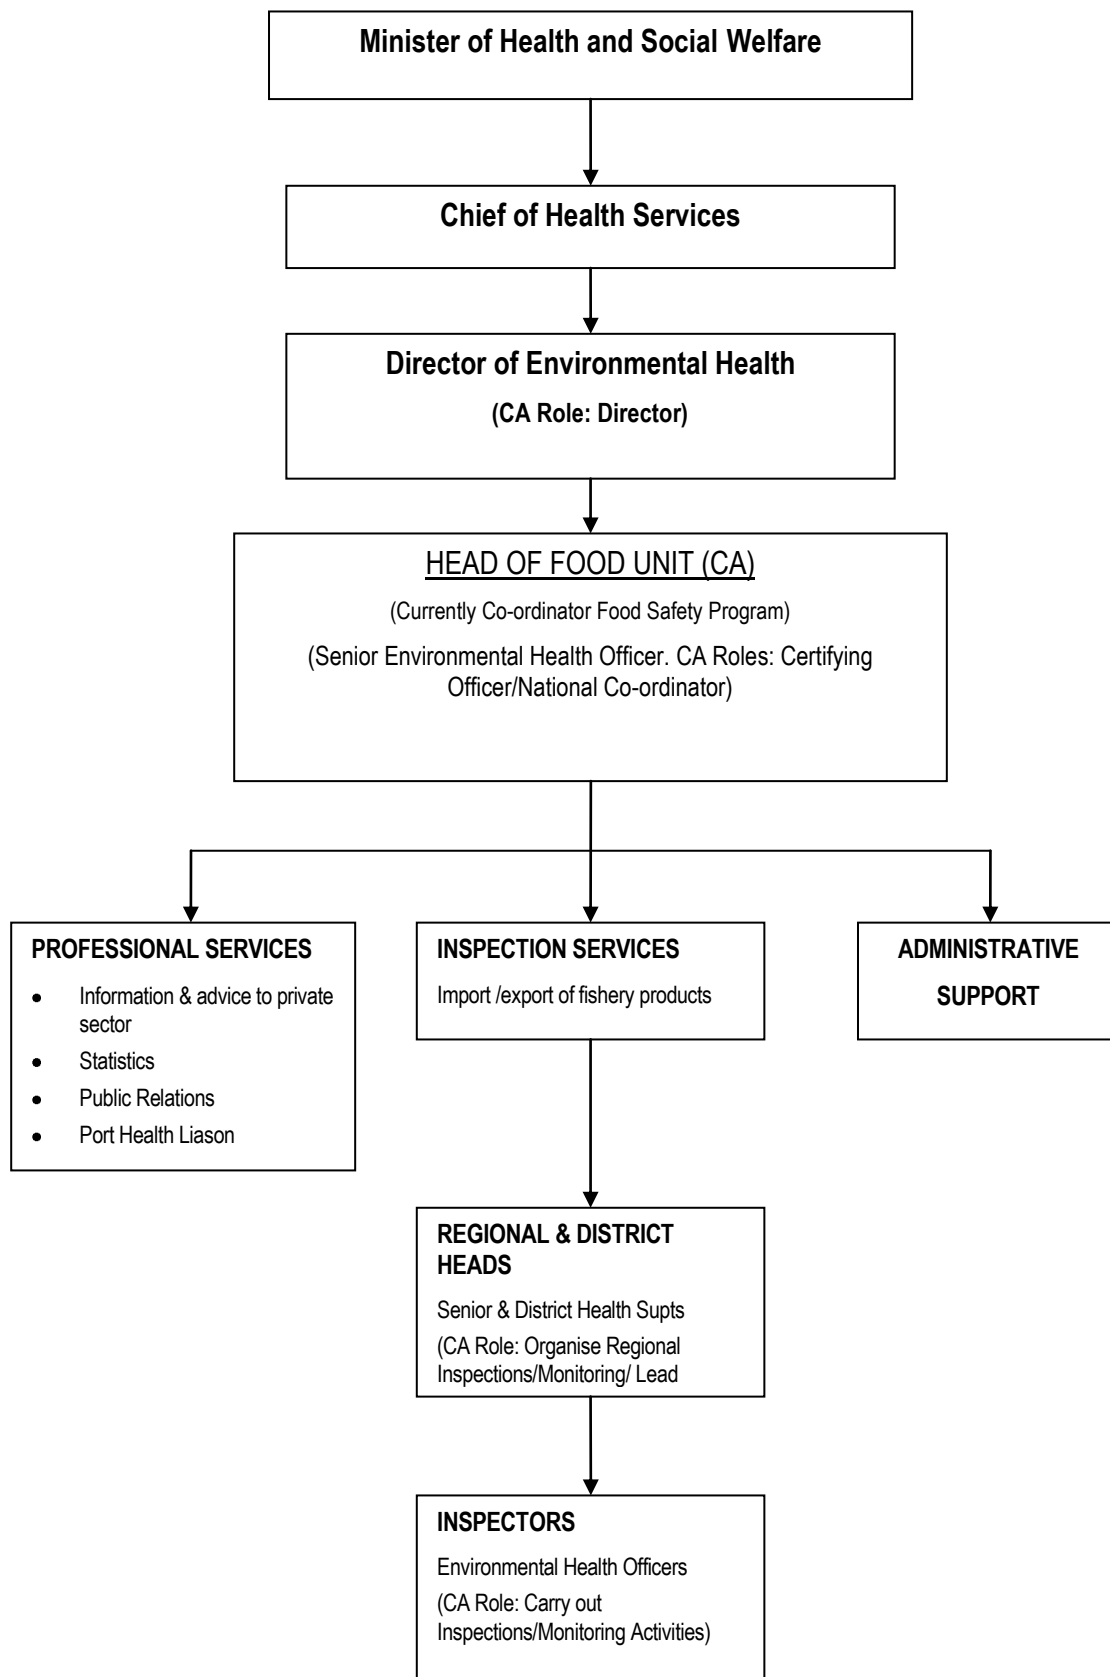 Minister of Health and Social Welfare
Chief of Health Services
Director of Environmental Health
(CA Role: Director)
HEAD OF FOOD UNIT (CA)
(Currently Co-ordinator Food Safety Program)
(Senior Environmental Health Officer. CA Roles: Certifying
Officer/National Co-ordinator)
PROFESSIONAL SERVICES
• Information & advice to private
sector
• Statistics
• Public Relations
• Port Health Liason
INSPECTION SERVICES
Import /export of fishery products
ADMINISTRATIVE
SUPPORT
REGIONAL & DISTRICT
HEADS
Senior & District Health Supts
(CA Role: Organise Regional
Inspections/Monitoring/ Lead
INSPECTORS
Environmental Health Officers
(CA Role: Carry out
Inspections/Monitoring Activities)